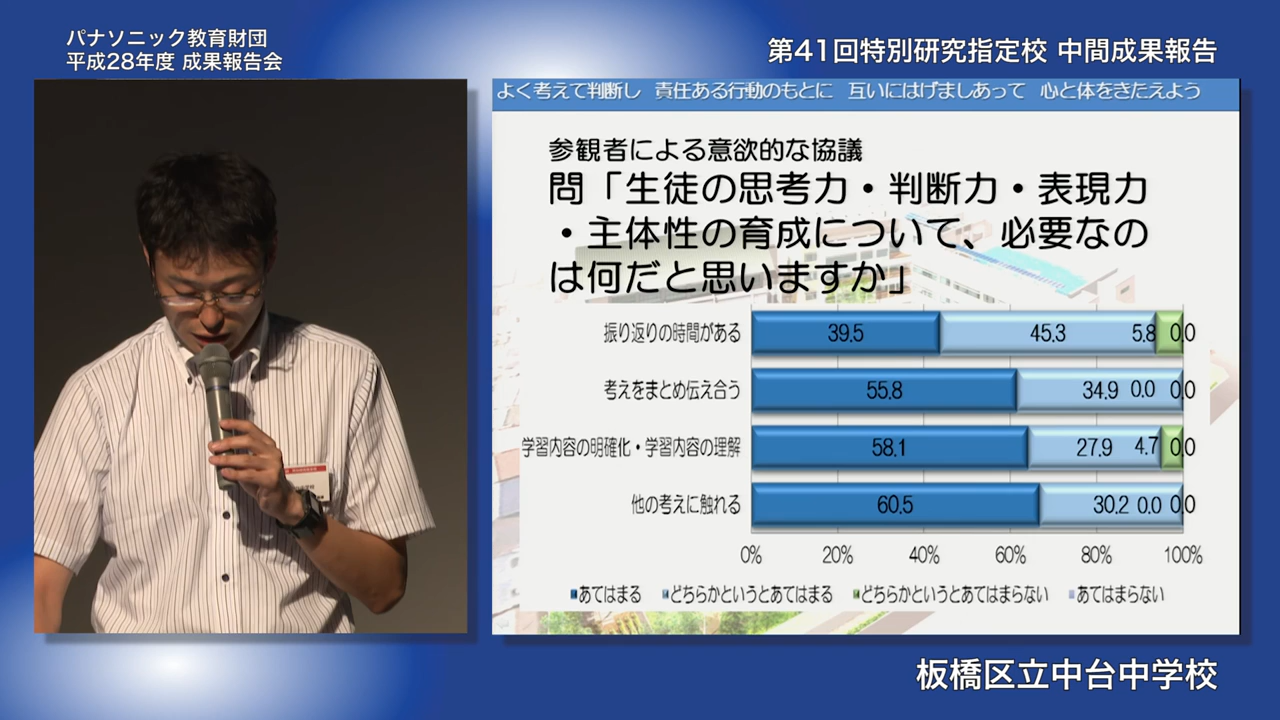 パナソニック教育財団
平成28年度 成果報告会
第41回特別研究指定校 中間成果報告
よく考えて判断し 責任ある行動のもとに 互いにはげましあって 心と体をきたえよう
参観者による意欲的な協議
問「生徒の思考力・判断力・表現力
・主体性の育成について、必要なの
は何だと思いますか」
振り返りの時間がある 39.5 45.3 5.8 0.0
考えをまとめ伝え合う 55.8 34.9 0.0 0.0
学習内容の明確化・学習内容の理解 58.1 27.9 4.7 0.0
他の考えに触れる 60.5 30.2 0.0 0.0
0% 20% 40% 60% 80% 100%
あてはまる どちらかというとあてはまる どちらかというとあてはまらない あてはまらない
板橋区立中台中学校